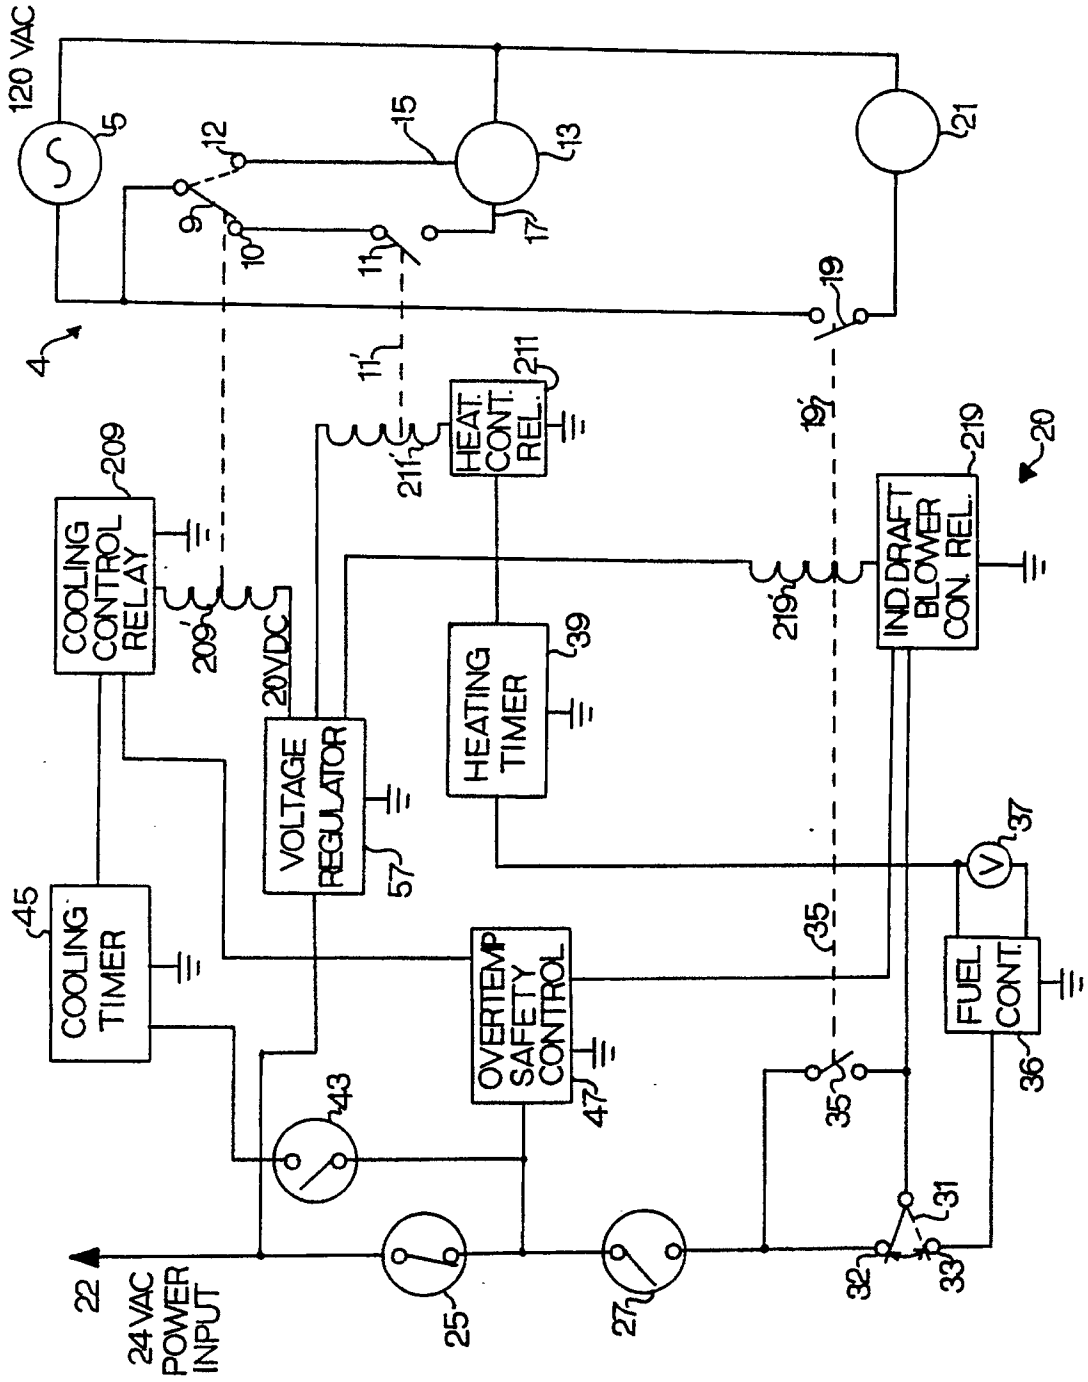 120 VAC
5
12
15
13
21
9
10
11
17
19
4
11'
211
209
211'
HEAT.
CONT.
REL.
19'
219
20
COOLING
CONTROL
RELAY
209'
20VDC
219'
IND. DRAFT
BLOWER
CON. REL.
39
HEATING
TIMER
VOLTAGE
REGULATOR
57
37
V
45
COOLING
TIMER
35
OVERTEMP
SAFETY
CONTROL
47
FUEL
CONT.
36
43
35
31
22
24 VAC
POWER
INPUT
25
27
32
33